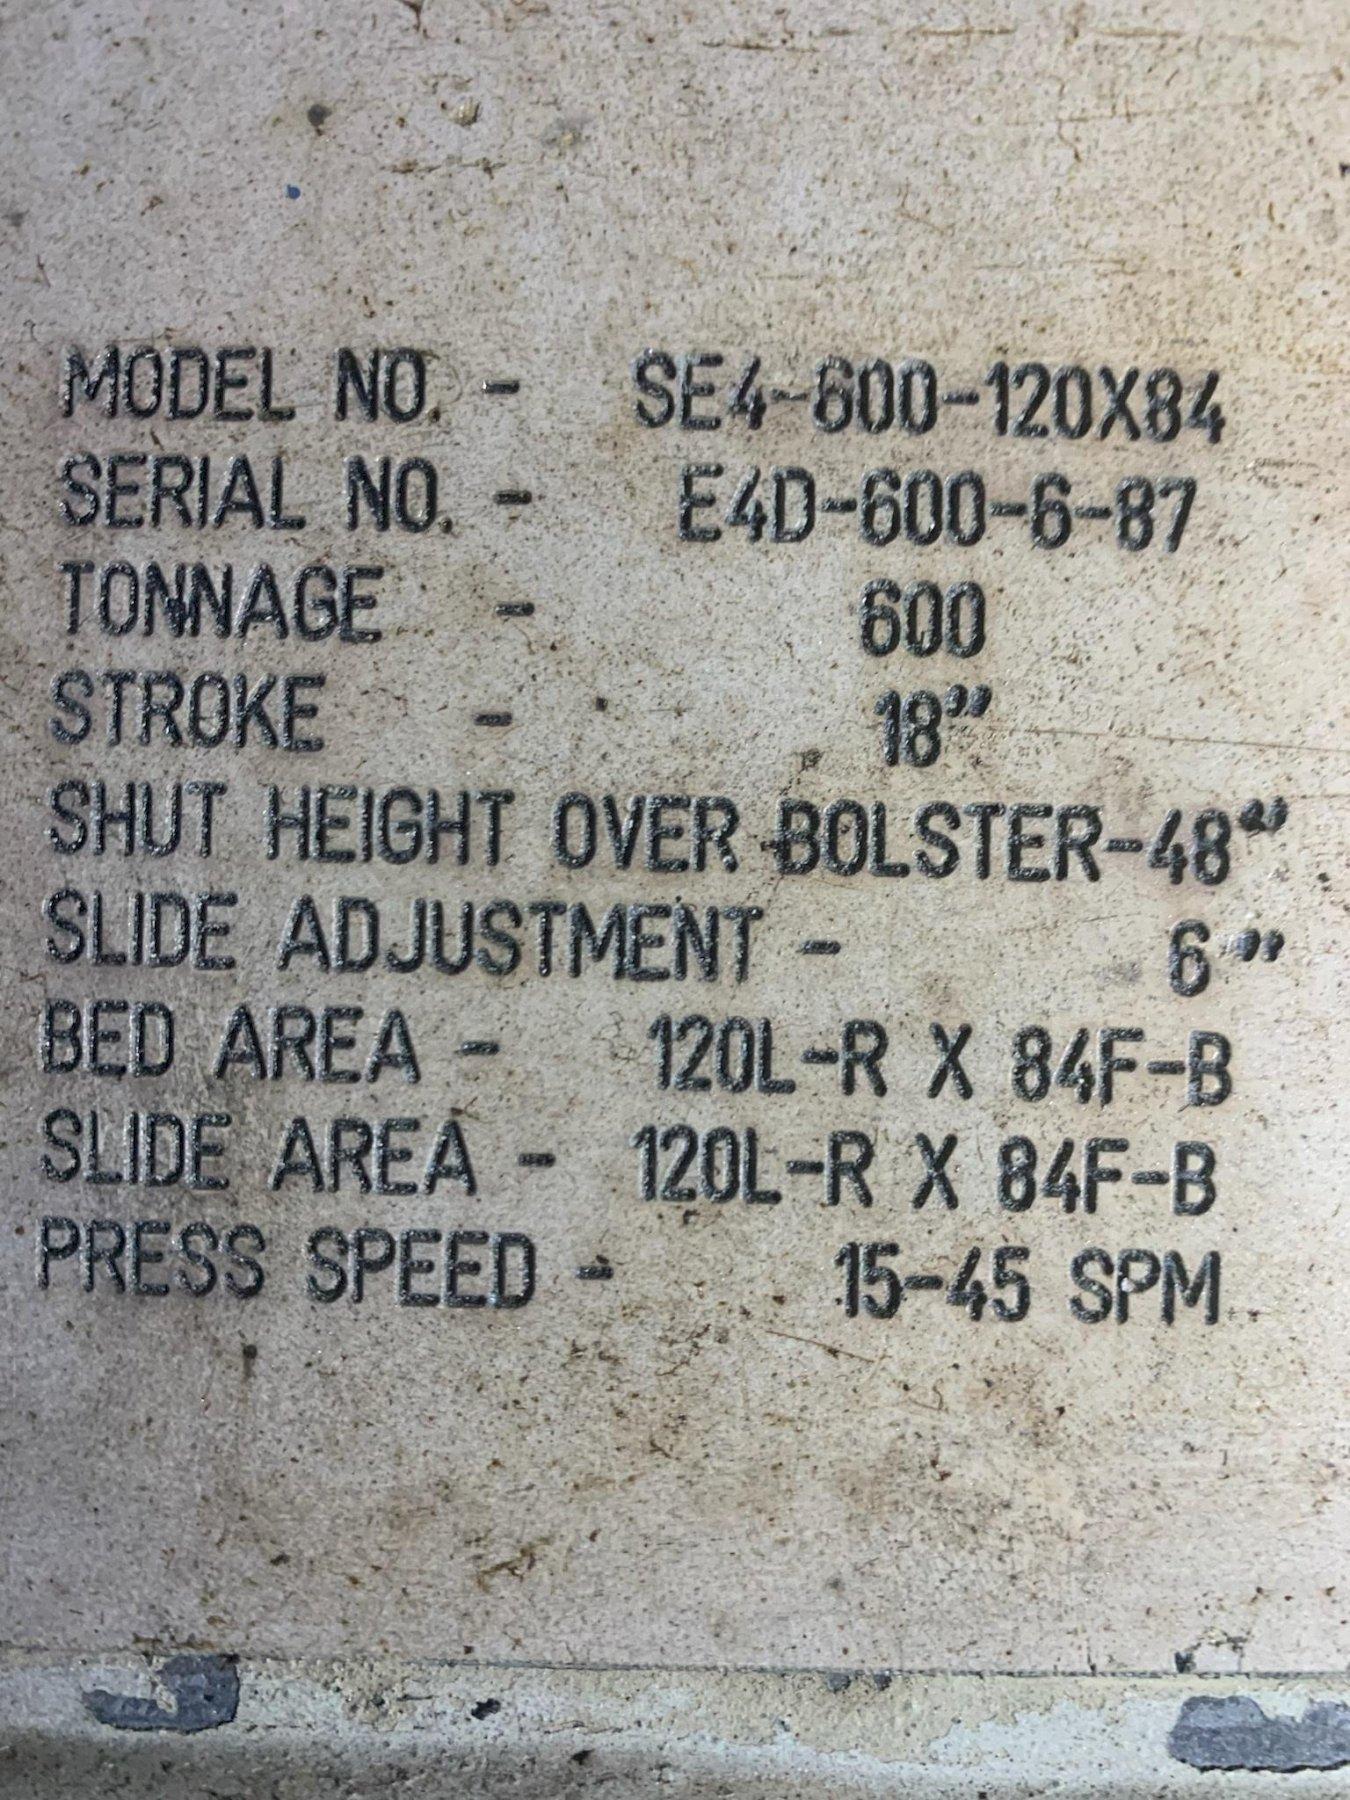 MODEL NO. - SE4-600-120X84
SERIAL NO. - E4D-600-6-87
TONNAGE - 600
STROKE - 18"
SHUT HEIGHT OVER BOLSTER-48"
SLIDE ADJUSTMENT - 6"
BED AREA - 120L-R X 84F-B
SLIDE AREA - 120L-R X 84F-B
PRESS SPEED - 15-45 SPM